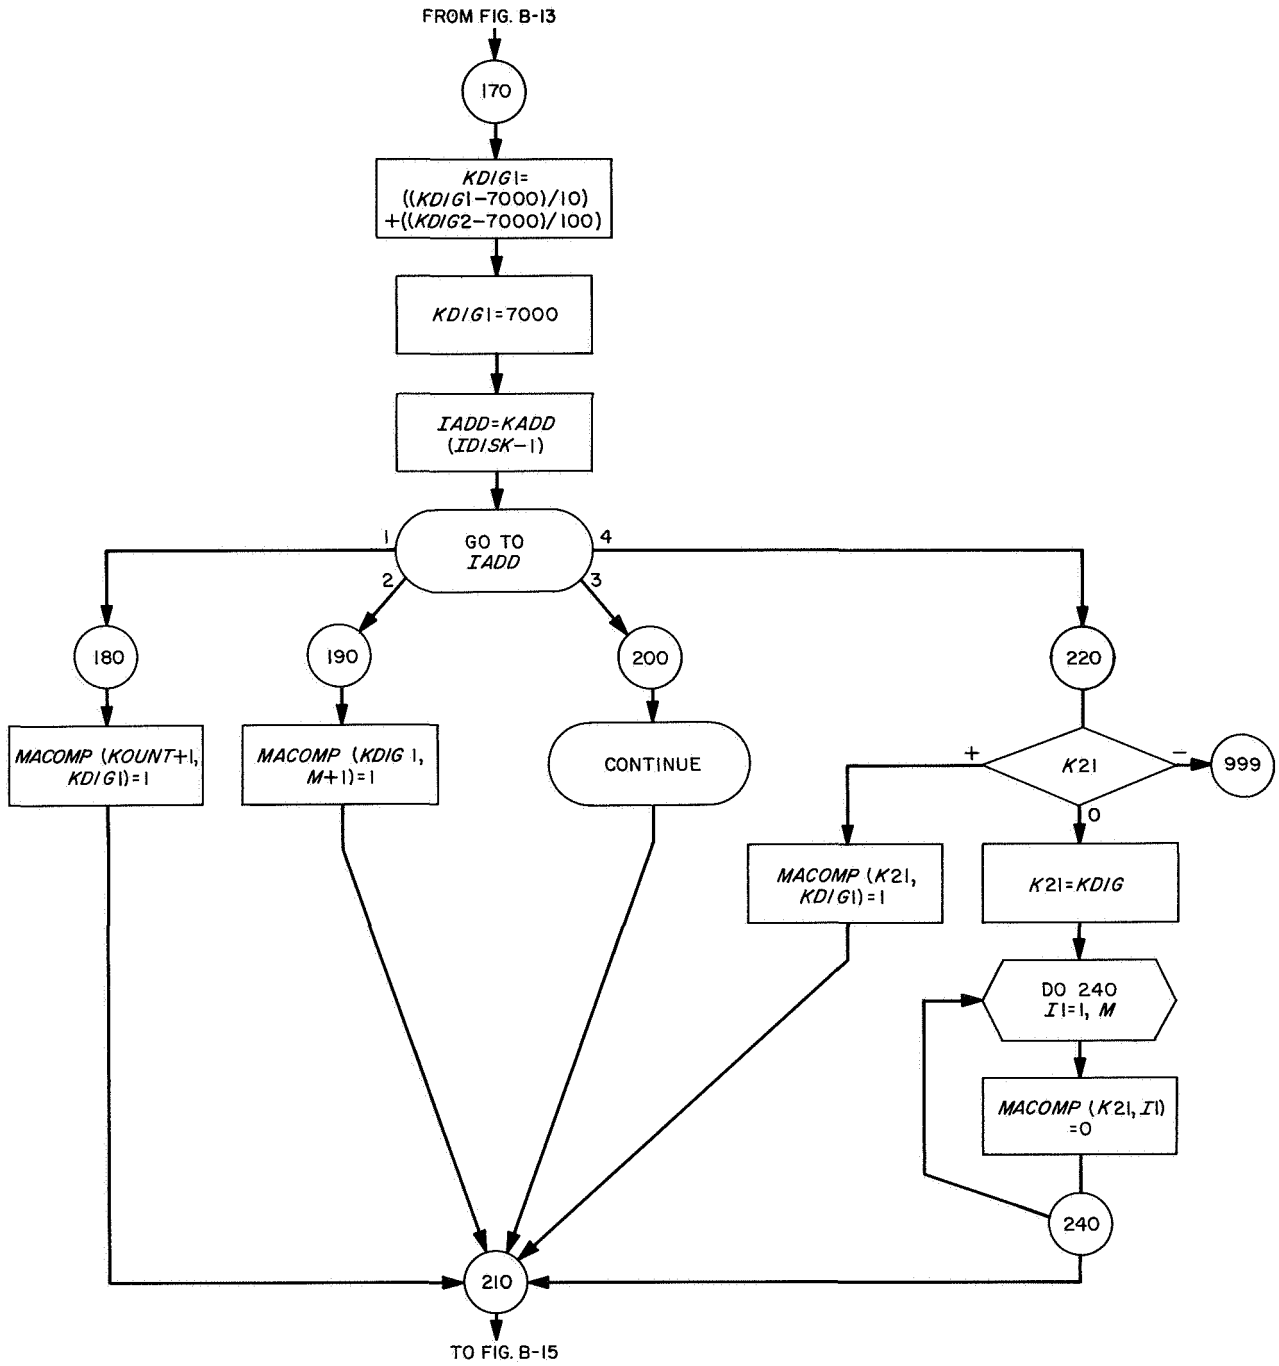 FROM FIG. B-13
170
KDIG1=
((KDIG1-7000)/10)
+((KDIG2-7000)/100)
KDIG1=7000
IADD=KADD
(IDISK-1)
1
GO TO
IADD
4
2
3
180
190
200
220
MACOMP (KOUNT+1,
KDIG1)=1
MACOMP (KDIG 1,
M+1)=1
CONTINUE
+
K21
-
999
0
MACOMP (K21,
KDIG1)=1
K21=KDIG
DO 240
I1=1, M
MACOMP (K21, I1)
=0
240
210
TO FIG. B-15